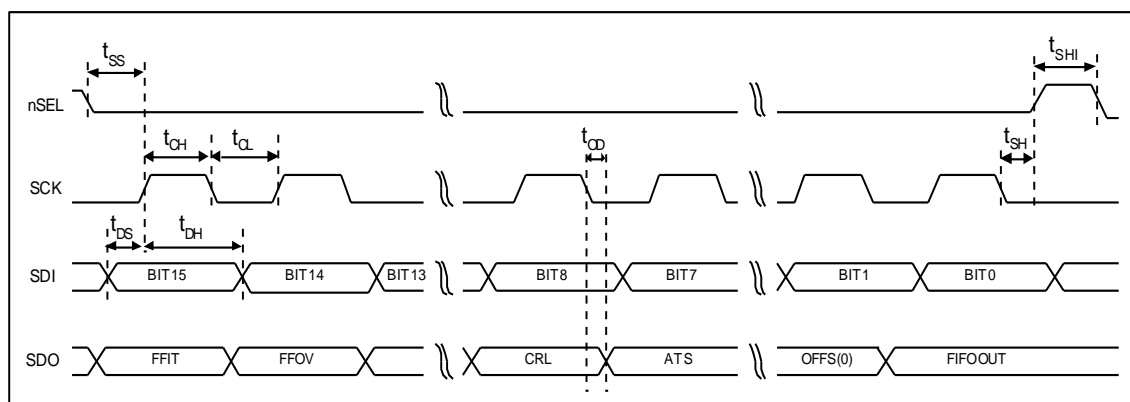 tSS
tSHI
nSEL
tCH
tCL
tOD
tSH
SCK
tDS
tDH
SDI
BIT15
BIT14
BIT13
BIT8
BIT7
BIT1
BIT0
SDO
FFIT
FFOV
CRL
ATS
OFFS(0)
FIFOOUT